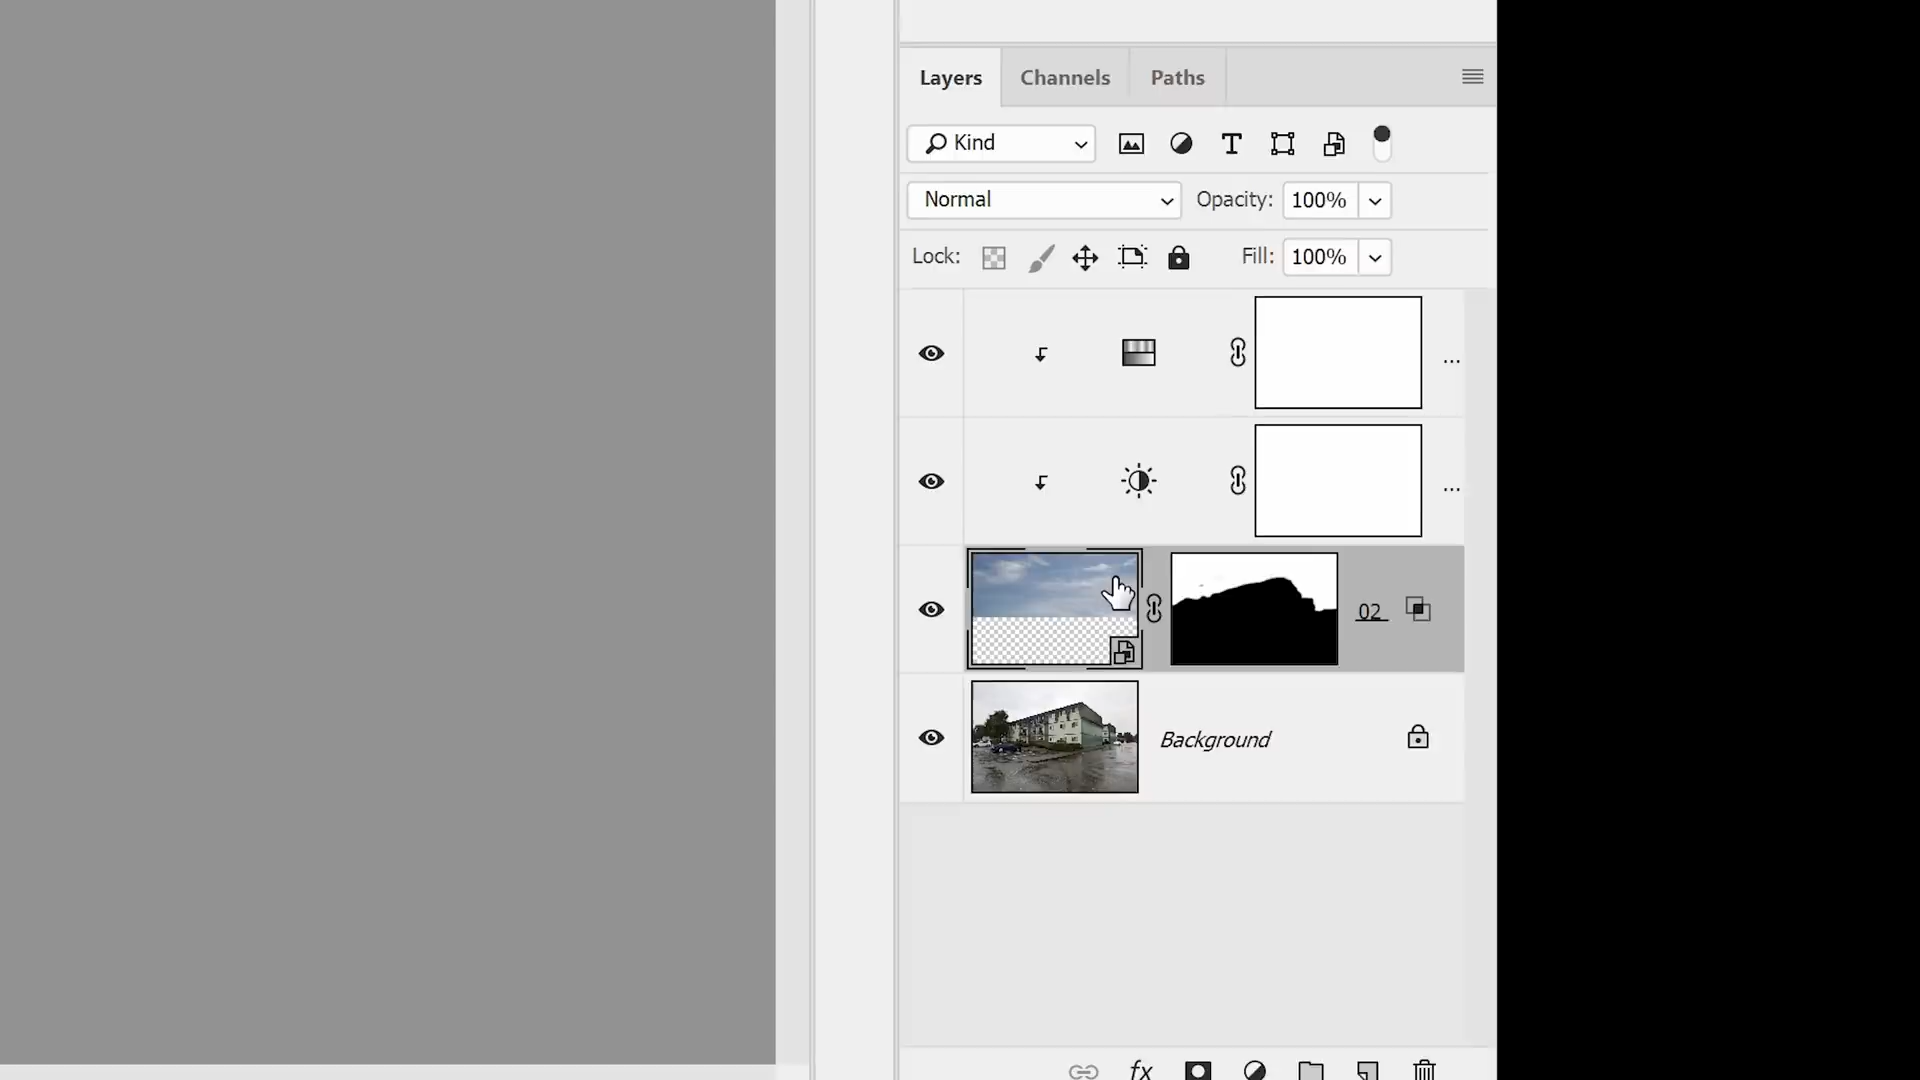 Layers Channels Paths
Kind
Normal Opacity: 100%
Lock: Fill: 100%
...
...
02
Background
fx